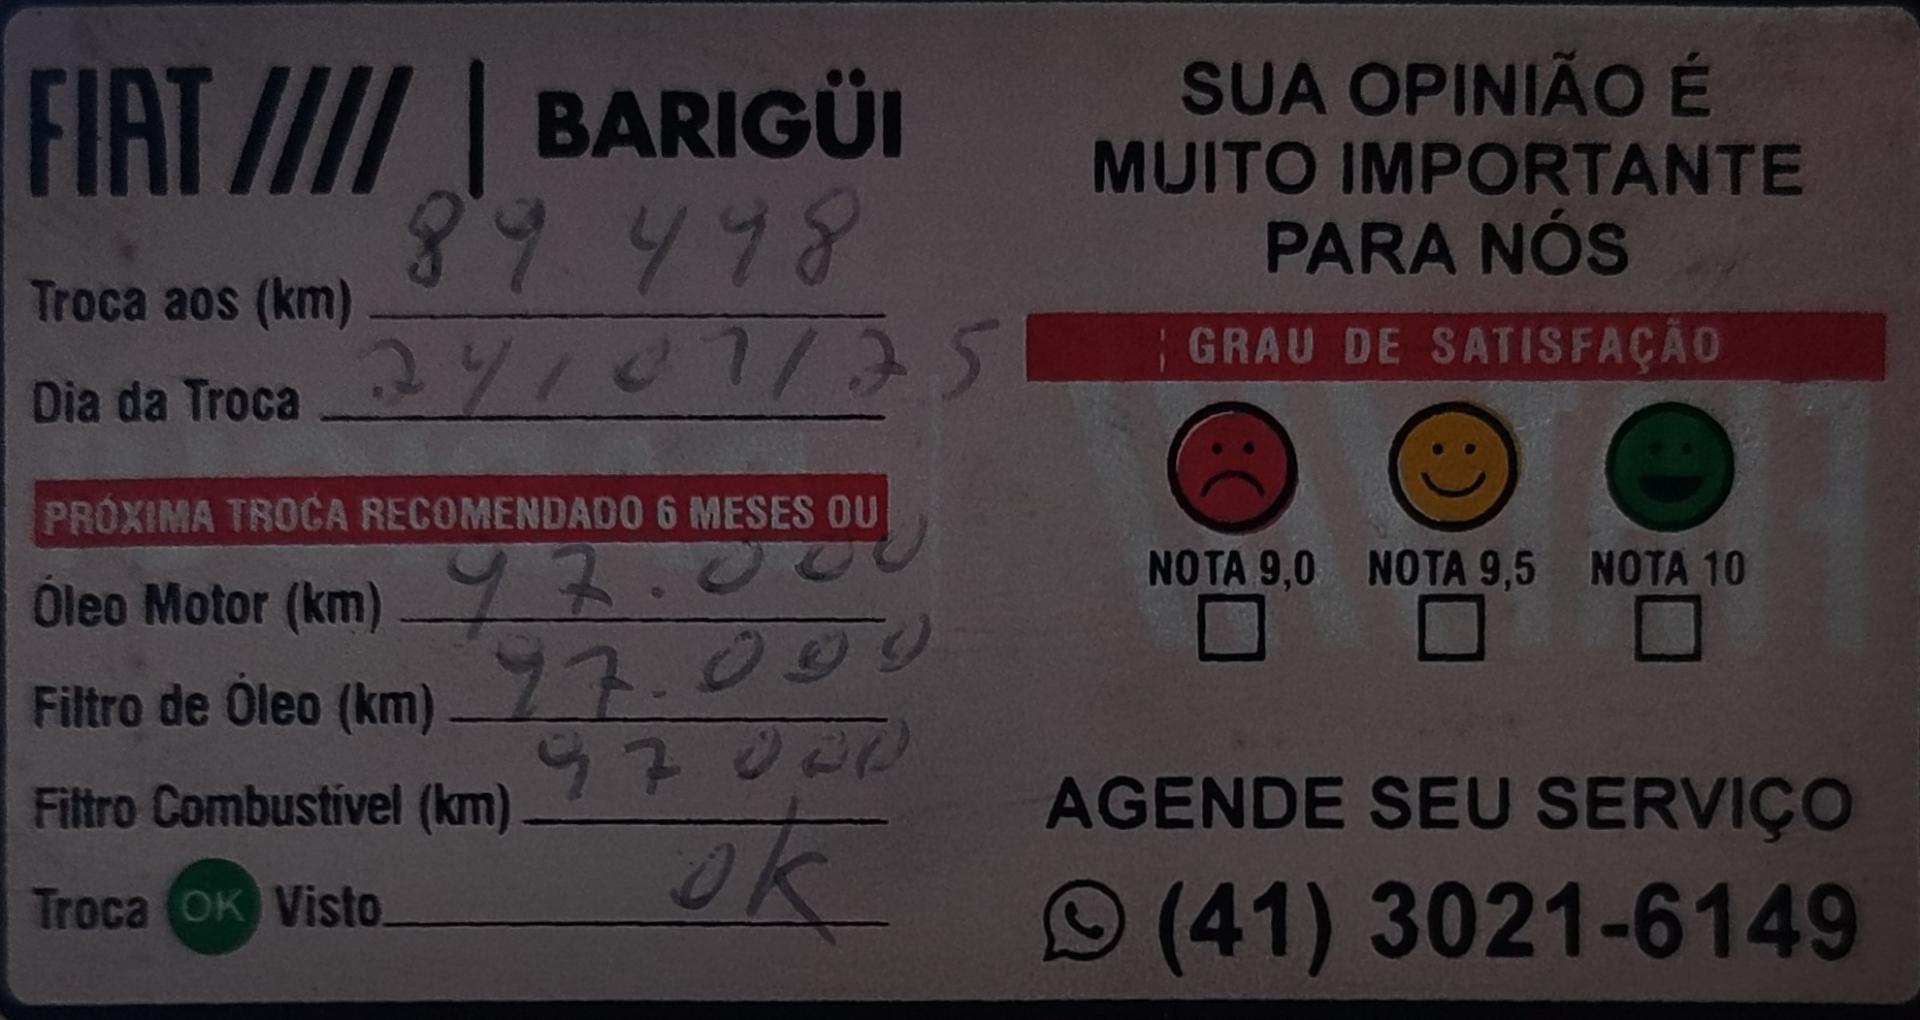 FIAT | BARIGÜI
Troca aos (km) 89 498
Dia da Troca 24/07/25
PRÓXIMA TROCA RECOMENDADO 6 MESES OU
Óleo Motor (km) 97.000
Filtro de Óleo (km) 97.000
Filtro Combustível (km) 97 000
Troca OK Visto ok
SUA OPINIÃO É
MUITO IMPORTANTE
PARA NÓS
GRAU DE SATISFAÇÃO
NOTA 9,0 NOTA 9,5 NOTA 10
AGENDE SEU SERVIÇO
(41) 3021-6149